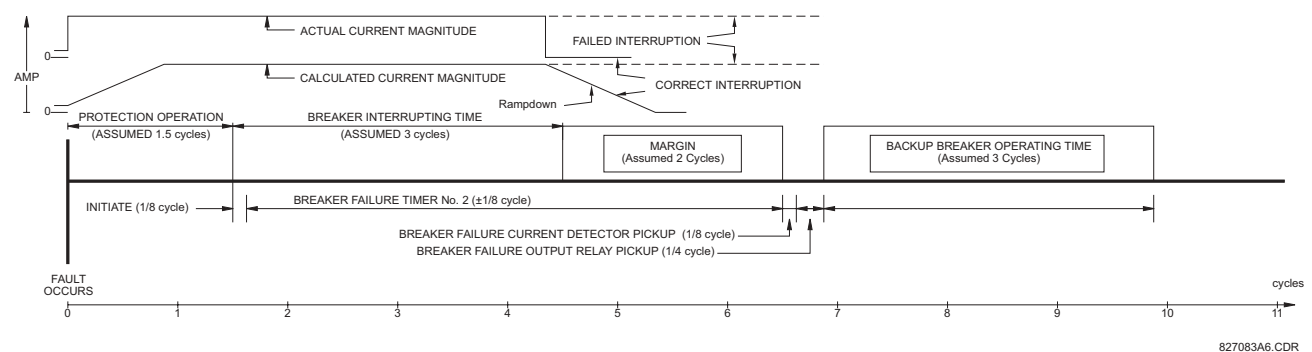 ACTUAL CURRENT MAGNITUDE
FAILED INTERRUPTION
0
AMP
CALCULATED CURRENT MAGNITUDE
CORRECT INTERRUPTION
Rampdown
0
PROTECTION OPERATION
(ASSUMED 1.5 cycles)
BREAKER INTERRUPTING TIME
(ASSUMED 3 cycles)
MARGIN
(Assumed 2 Cycles)
BACKUP BREAKER OPERATING TIME
(Assumed 3 Cycles)
INITIATE (1/8 cycle)
BREAKER FAILURE TIMER No. 2 (±1/8 cycle)
BREAKER FAILURE CURRENT DETECTOR PICKUP (1/8 cycle)
BREAKER FAILURE OUTPUT RELAY PICKUP (1/4 cycle)
FAULT
OCCURS
cycles
0 1 2 3 4 5 6 7 8 9 10 11
827083A6.CDR